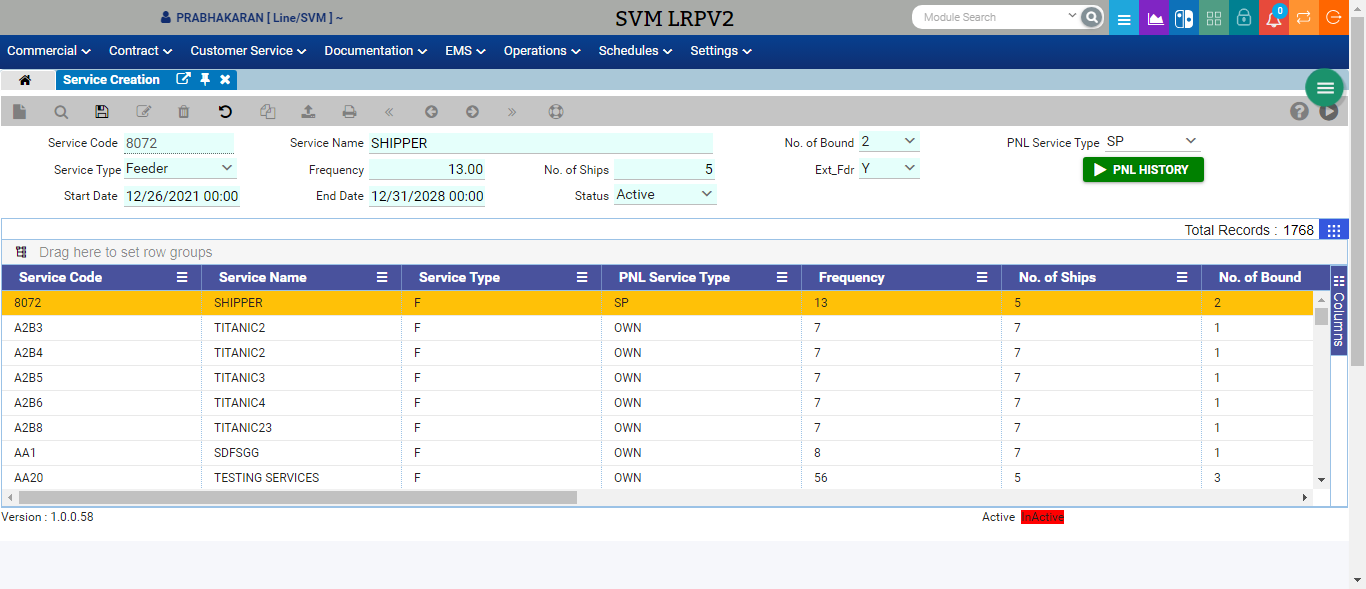 PRABHAKARAN [ Line/SVM ] ~
SVM LRPV2
Module Search
0
Commercial
Contract
Customer Service
Documentation
EMS
Operations
Schedules
Settings
Service Creation
Service Code 8072
Service Name SHIPPER
No. of Bound 2
PNL Service Type SP
Service Type Feeder
Frequency 13.00
No. of Ships 5
Ext_Fdr Y
PNL HISTORY
Start Date 12/26/2021 00:00
End Date 12/31/2028 00:00
Status Active
Total Records : 1768
Drag here to set row groups
Service Code Service Name Service Type PNL Service Type Frequency No. of Ships No. of Bound
8072 SHIPPER F SP 13 5 2
A2B3 TITANIC2 F OWN 7 7 1
A2B4 TITANIC2 F OWN 7 7 1
A2B5 TITANIC3 F OWN 7 7 1
A2B6 TITANIC4 F OWN 7 7 1
A2B8 TITANIC23 F OWN 7 7 1
AA1 SDFSGG F OWN 8 7 1
AA20 TESTING SERVICES F OWN 56 5 3
Columns
Version : 1.0.0.58
Active InActive